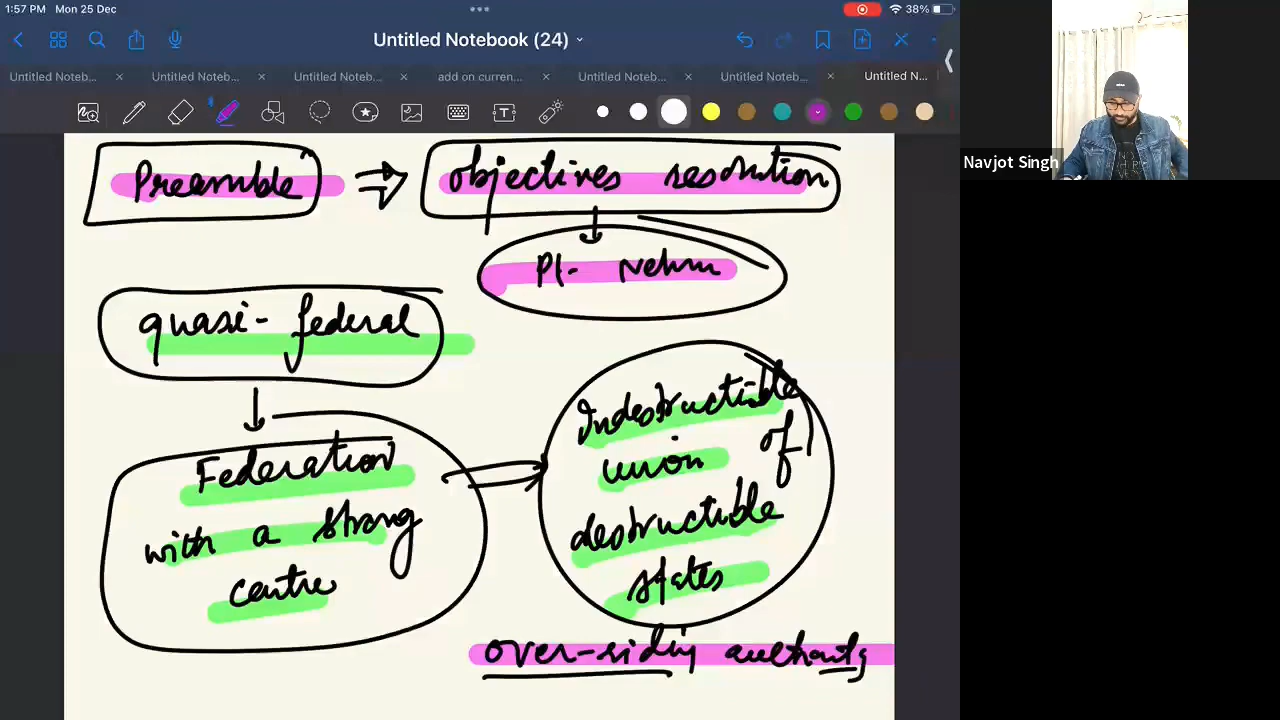 1:57 PM Mon 25 Dec
38%
Untitled Notebook (24)
Untitled Noteb...
Untitled Noteb...
Untitled Noteb...
add on curren...
Untitled Noteb...
Untitled Noteb...
Untitled N...
Navjot Singh
Preamble ⇒ objectives resolution
Pt- Nehru
quasi-federal
Federation
with a strong
centre
Indestructible
union of
destructible
states
over-riding authority